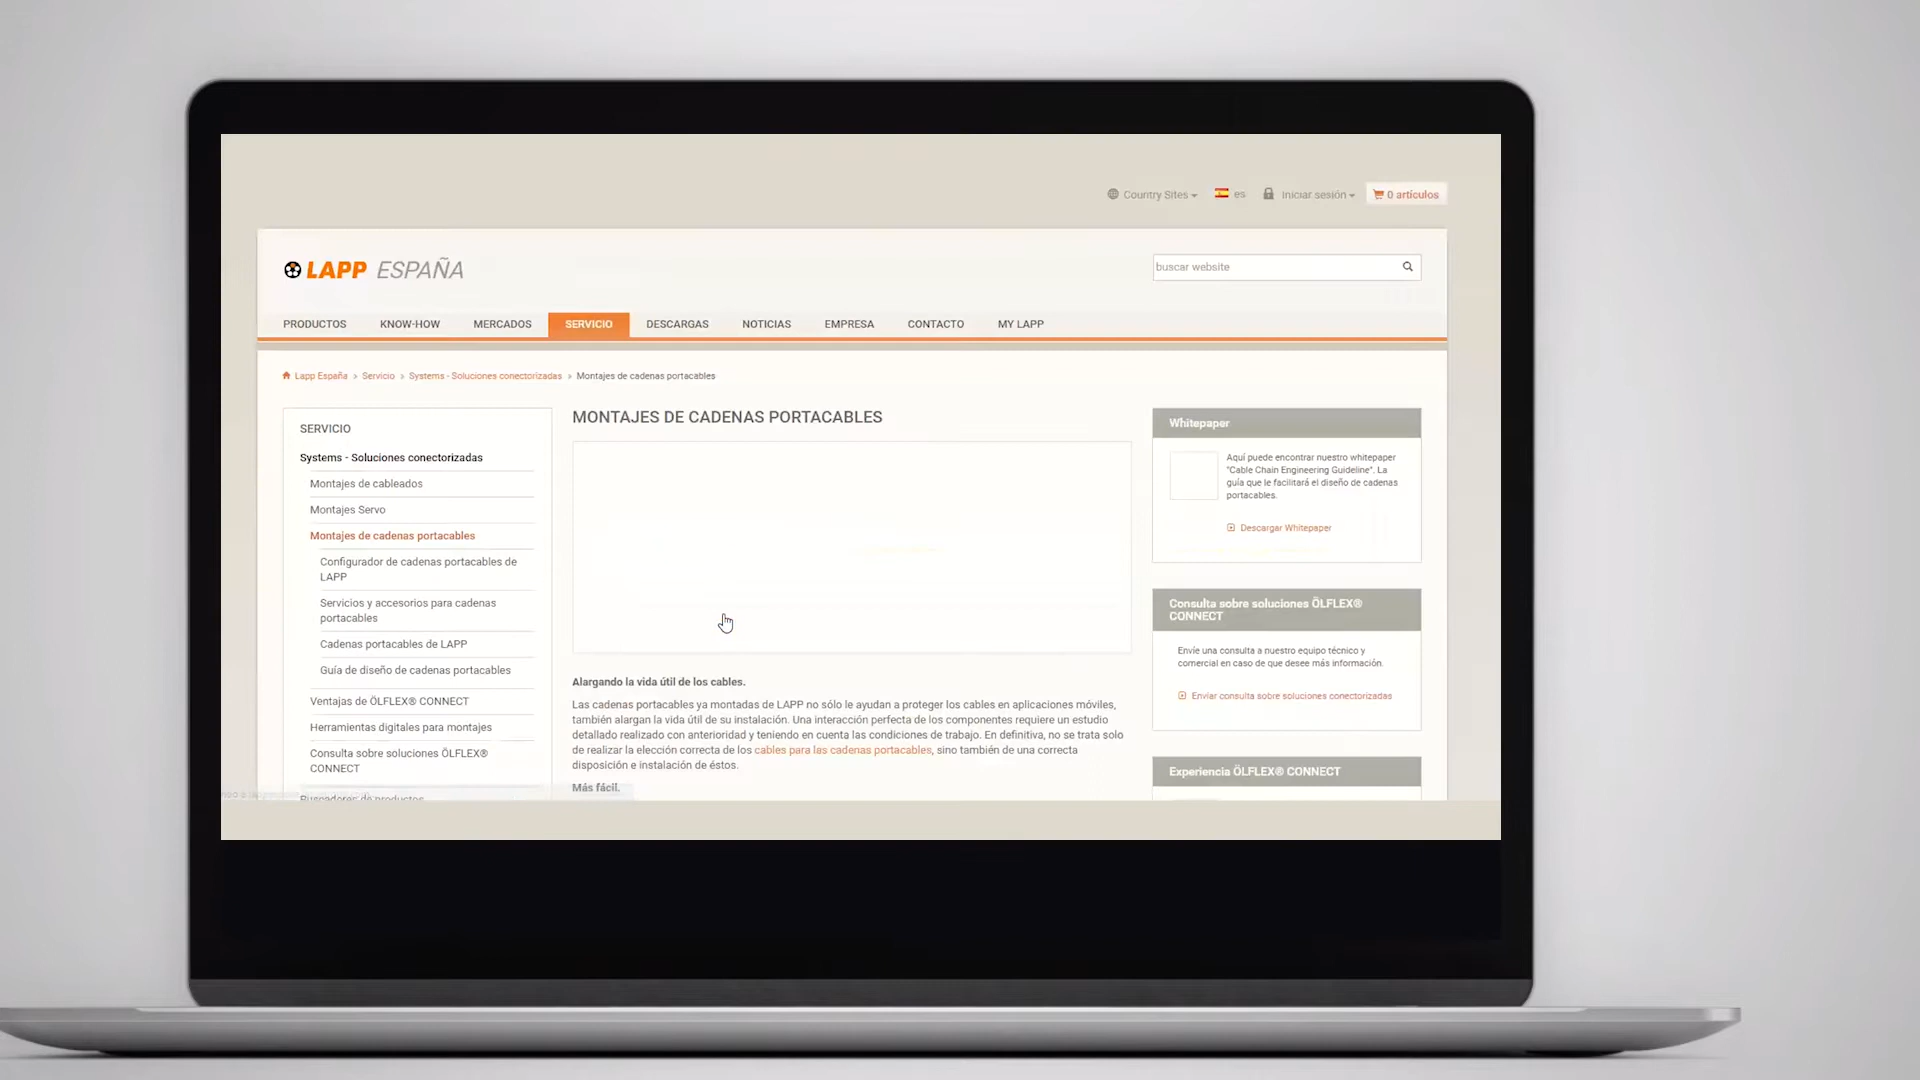 Country Sites
es
Iniciar sesión
0 artículos
LAPP ESPAÑA
buscar website
PRODUCTOS
KNOW-HOW
MERCADOS
SERVICIO
DESCARGAS
NOTICIAS
EMPRESA
CONTACTO
MY LAPP
Lapp España > Servicio > Systems - Soluciones conectorizadas > Montajes de cadenas portacables
SERVICIO
Systems - Soluciones conectorizadas
Montajes de cableados
Montajes Servo
Montajes de cadenas portacables
Configurador de cadenas portacables de
LAPP
Servicios y accesorios para cadenas
portacables
Cadenas portacables de LAPP
Guía de diseño de cadenas portacables
Ventajas de ÖLFLEX® CONNECT
Herramientas digitales para montajes
Consulta sobre soluciones ÖLFLEX®
CONNECT
Buscadores de productos
MONTAJES DE CADENAS PORTACABLES
Alargando la vida útil de los cables.
Las cadenas portacables ya montadas de LAPP no sólo le ayudan a proteger los cables en aplicaciones móviles,
también alargan la vida útil de su instalación. Una interacción perfecta de los componentes requiere un estudio
detallado realizado con anterioridad y teniendo en cuenta las condiciones de trabajo. En definitiva, no se trata solo
de realizar la elección correcta de los cables para las cadenas portacables, sino también de una correcta
disposición e instalación de éstos.
Más fácil.
Whitepaper
Aquí puede encontrar nuestro whitepaper
"Cable Chain Engineering Guideline". La
guía que le facilitará el diseño de cadenas
portacables.
Descargar Whitepaper
Consulta sobre soluciones ÖLFLEX®
CONNECT
Envíe una consulta a nuestro equipo técnico y
comercial en caso de que desee más información.
Enviar consulta sobre soluciones conectorizadas
Experiencia ÖLFLEX® CONNECT